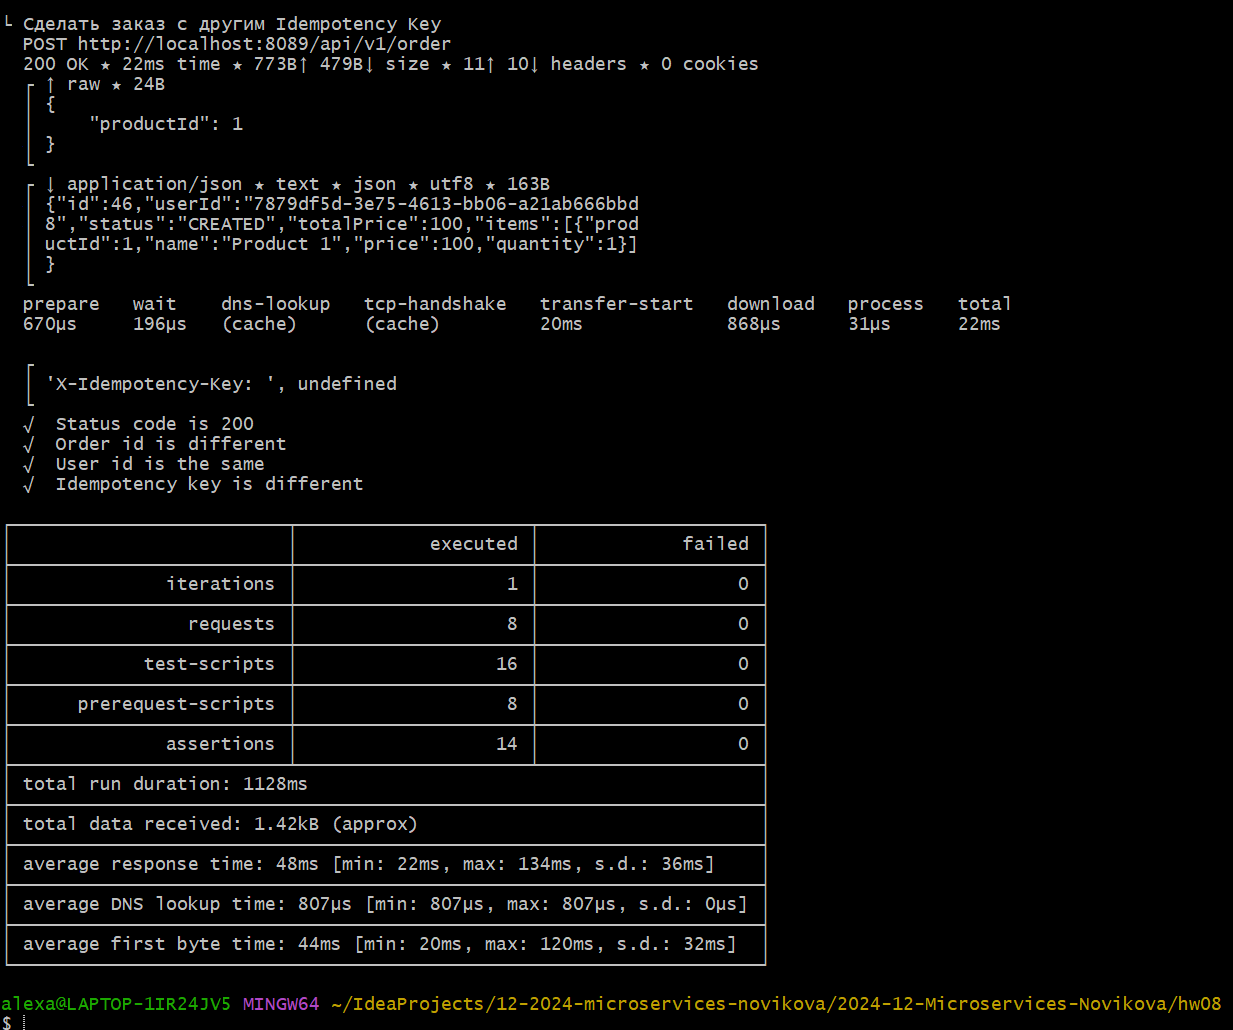 └ Сделать заказ с другим Idempotency Key
POST http://localhost:8089/api/v1/order
200 OK ★ 22ms time ★ 773B↑ 479B↓ size ★ 11↑ 10↓ headers ★ 0 cookies
↑ raw ★ 24B
{
"productId": 1
}
↓ application/json ★ text ★ json ★ utf8 ★ 163B
{"id":46,"userId":"7879df5d-3e75-4613-bb06-a21ab666bbd
8","status":"CREATED","totalPrice":100,"items":[{"prod
uctId":1,"name":"Product 1","price":100,"quantity":1}]
}
prepare wait dns-lookup tcp-handshake transfer-start download process total
670µs 196µs (cache) (cache) 20ms 868µs 31µs 22ms
'X-Idempotency-Key: ', undefined
√ Status code is 200
√ Order id is different
√ User id is the same
√ Idempotency key is different
executed failed
iterations 1 0
requests 8 0
test-scripts 16 0
prerequest-scripts 8 0
assertions 14 0
total run duration: 1128ms
total data received: 1.42kB (approx)
average response time: 48ms [min: 22ms, max: 134ms, s.d.: 36ms]
average DNS lookup time: 807µs [min: 807µs, max: 807µs, s.d.: 0µs]
average first byte time: 44ms [min: 20ms, max: 120ms, s.d.: 32ms]
alexa@LAPTOP-1IR24JV5 MINGW64 ~/IdeaProjects/12-2024-microservices-novikova/2024-12-Microservices-Novikova/hw08
$